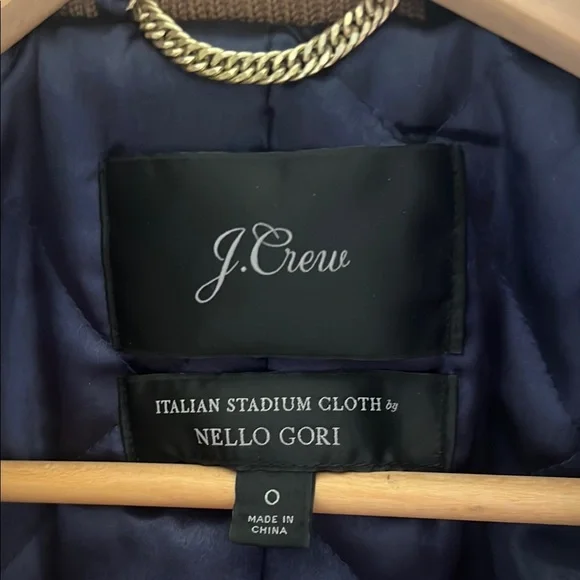 J.Crew
ITALIAN STADIUM CLOTH by
NELLO GORI
0
MADE IN
CHINA